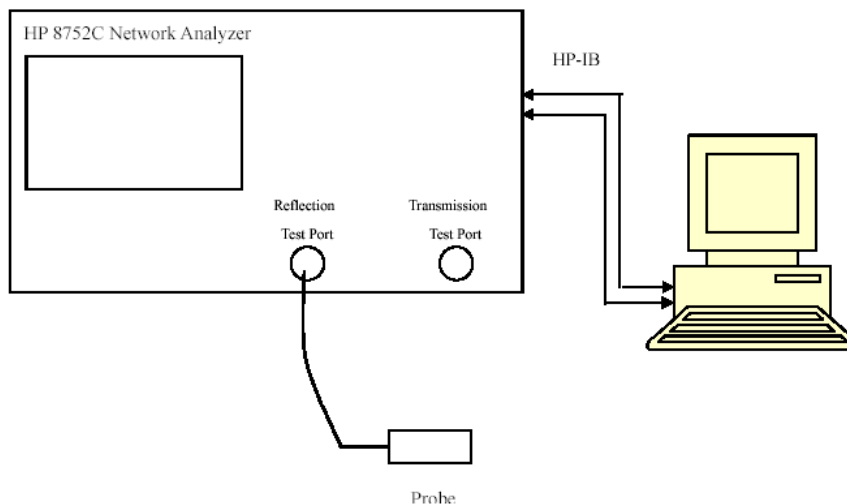 HP 8752C Network Analyzer
HP-IB
Reflection
Test Port
Transmission
Test Port
Probe